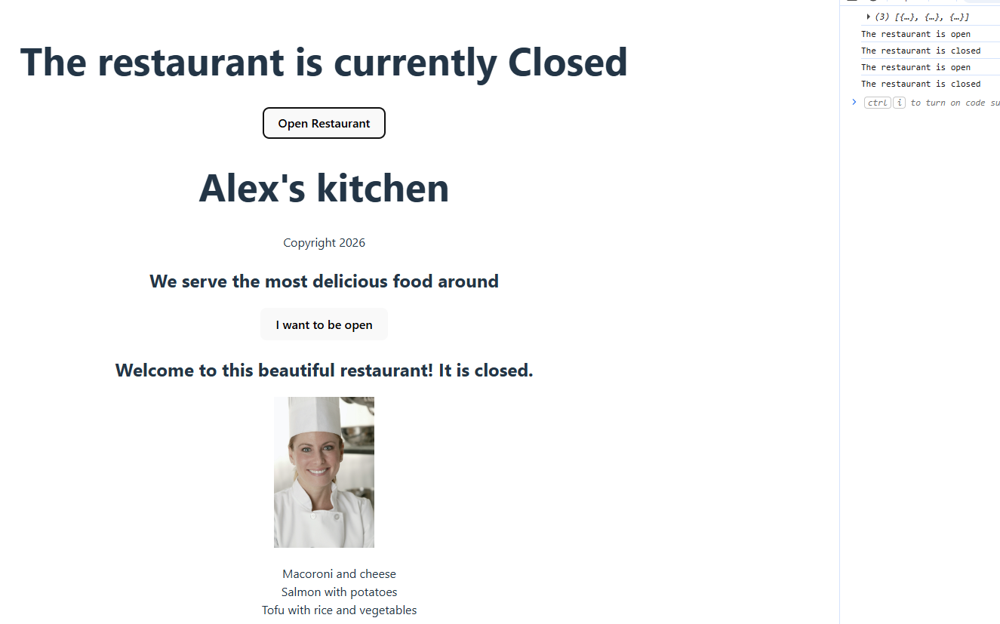 The restaurant is currently Closed
Open Restaurant
Alex's kitchen
Copyright 2026
We serve the most delicious food around
I want to be open
Welcome to this beautiful restaurant! It is closed.
Macoroni and cheese
Salmon with potatoes
Tofu with rice and vegetables
(3) [{…}, {…}, {…}]
The restaurant is open
The restaurant is closed
The restaurant is open
The restaurant is closed
ctrl i to turn on code su